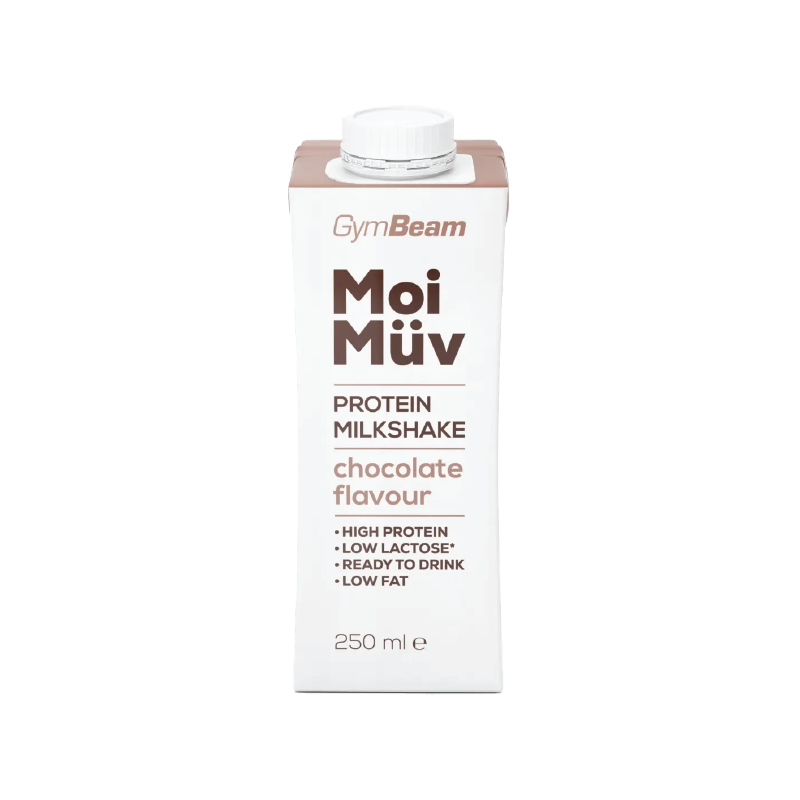 GymBeam
Moi
Müv
PROTEIN
MILKSHAKE
chocolate
flavour
• HIGH PROTEIN
• LOW LACTOSE*
• READY TO DRINK
• LOW FAT
250 ml ℮